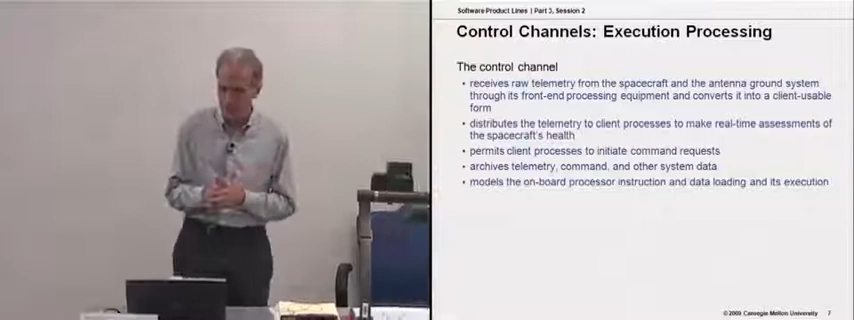 Software Product Lines | Part 3, Session 2
Control Channels: Execution Processing
The control channel
• receives raw telemetry from the spacecraft and the antenna ground system
through its front-end processing equipment and converts it into a client-usable
form
• distributes the telemetry to client processes to make real-time assessments of
the spacecraft's health
• permits client processes to initiate command requests
• archives telemetry, command, and other system data
• models the on-board processor instruction and data loading and its execution
© 2009 Carnegie Mellon University 7